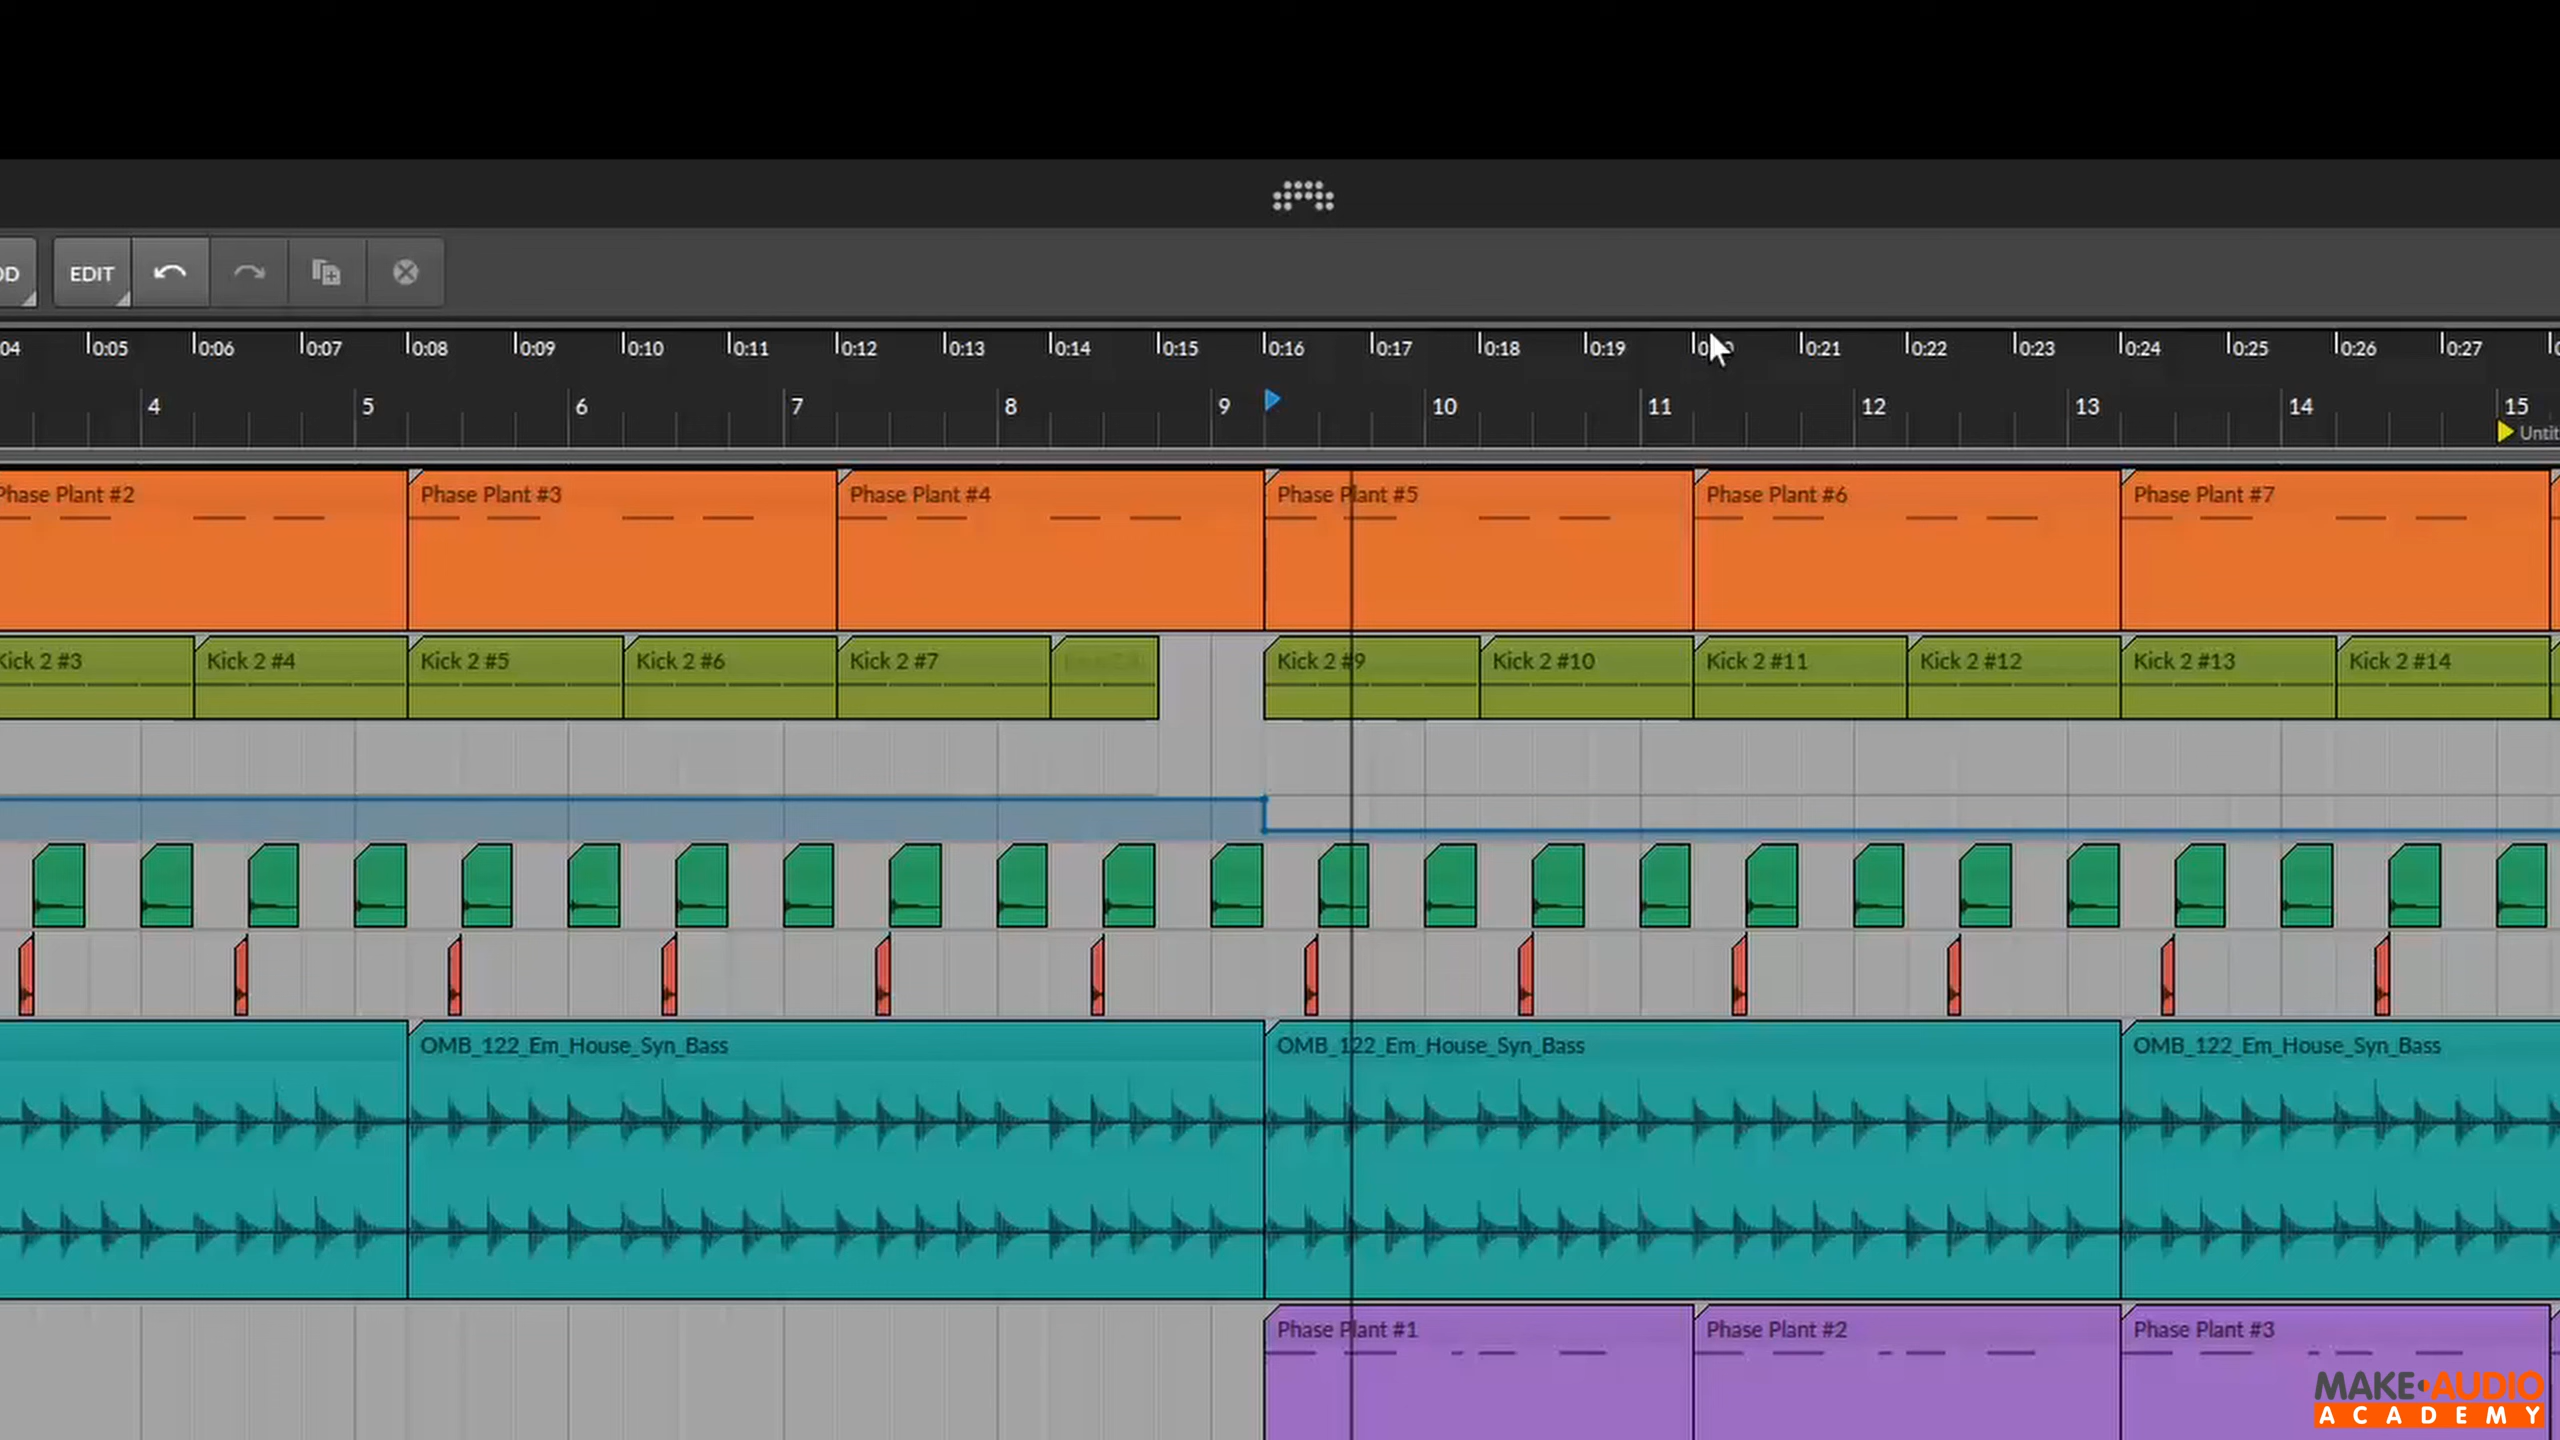 EDIT
0:05 0:06 0:07 0:08 0:09 0:10 0:11 0:12 0:13 0:14 0:15 0:16 0:17 0:18 0:19 0:21 0:22 0:23 0:24 0:25 0:26 0:27
4 5 6 7 8 9 10 11 12 13 14 15
Phase Plant #2 Phase Plant #3 Phase Plant #4 Phase Plant #5 Phase Plant #6 Phase Plant #7
Kick 2 #3 Kick 2 #4 Kick 2 #5 Kick 2 #6 Kick 2 #7 Kick 2 #9 Kick 2 #10 Kick 2 #11 Kick 2 #12 Kick 2 #13 Kick 2 #14
OMB_122_Em_House_Syn_Bass OMB_122_Em_House_Syn_Bass OMB_122_Em_House_Syn_Bass
Phase Plant #1 Phase Plant #2 Phase Plant #3
MAKE•AUDIO
ACADEMY